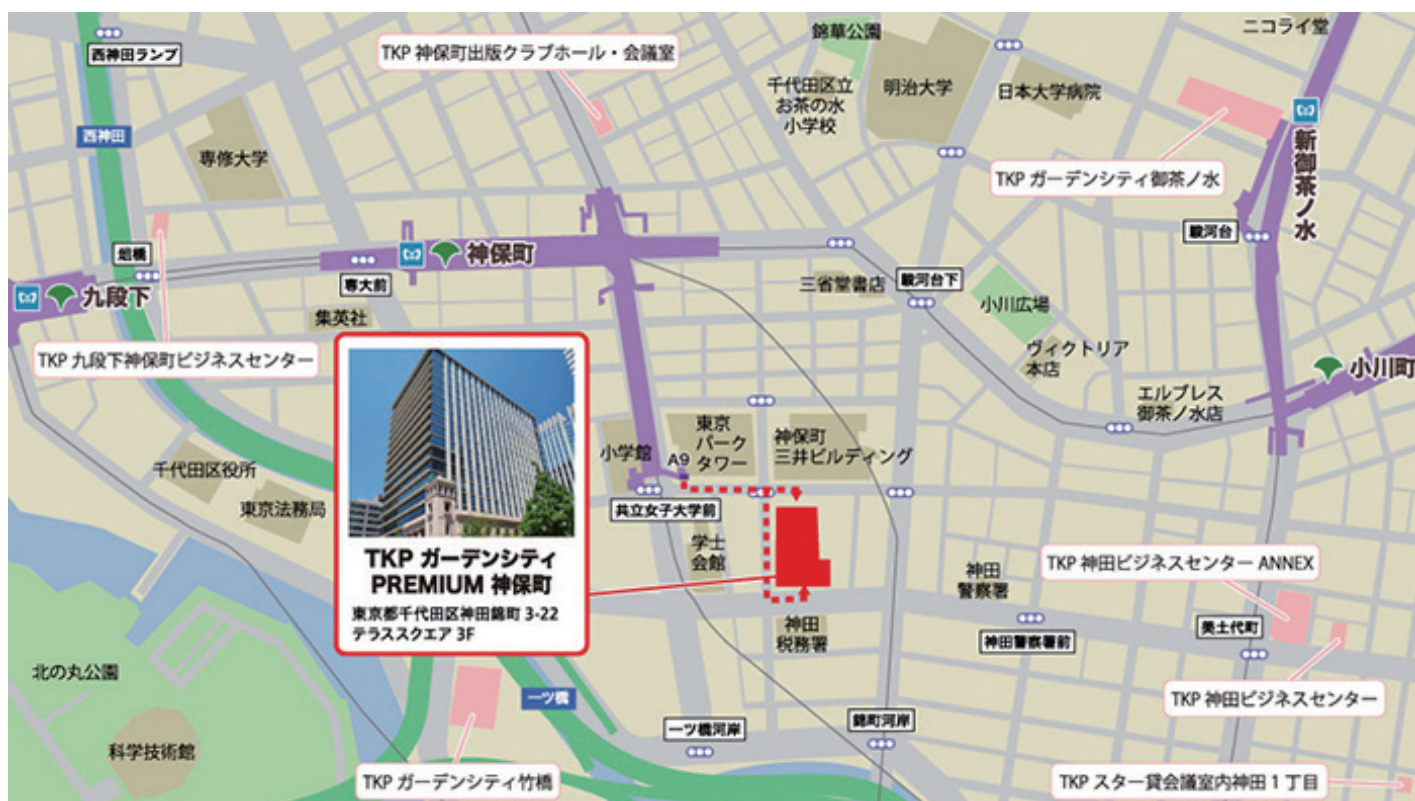 西神田ランプ
TKP 神保町出版クラブホール・会議室
錦華公園
ニコライ堂
千代田区立
お茶の水
小学校
明治大学
日本大学病院
西神田
専修大学
TKP ガーデンシティ御茶ノ水
新御茶ノ水
俎橋
神保町
駿河台
九段下
専大前
三省堂書店
駿河台下
小川広場
集英社
TKP 九段下神保町ビジネスセンター
ヴィクトリア
本店
小川町
エルブレス
御茶ノ水店
小学館
A9
東京
パーク
タワー
神保町
三井ビルディング
千代田区役所
東京法務局
共立女子大学前
学士
会館
TKP ガーデンシティ
PREMIUM 神保町
東京都千代田区神田錦町 3-22
テラススクエア 3F
神田
警察署
TKP 神田ビジネスセンター ANNEX
神田
税務署
神田警察署前
美土代町
北の丸公園
一ツ橋
TKP 神田ビジネスセンター
一ツ橋河岸
錦町河岸
科学技術館
TKP ガーデンシティ竹橋
TKP スター貸会議室内神田 1 丁目